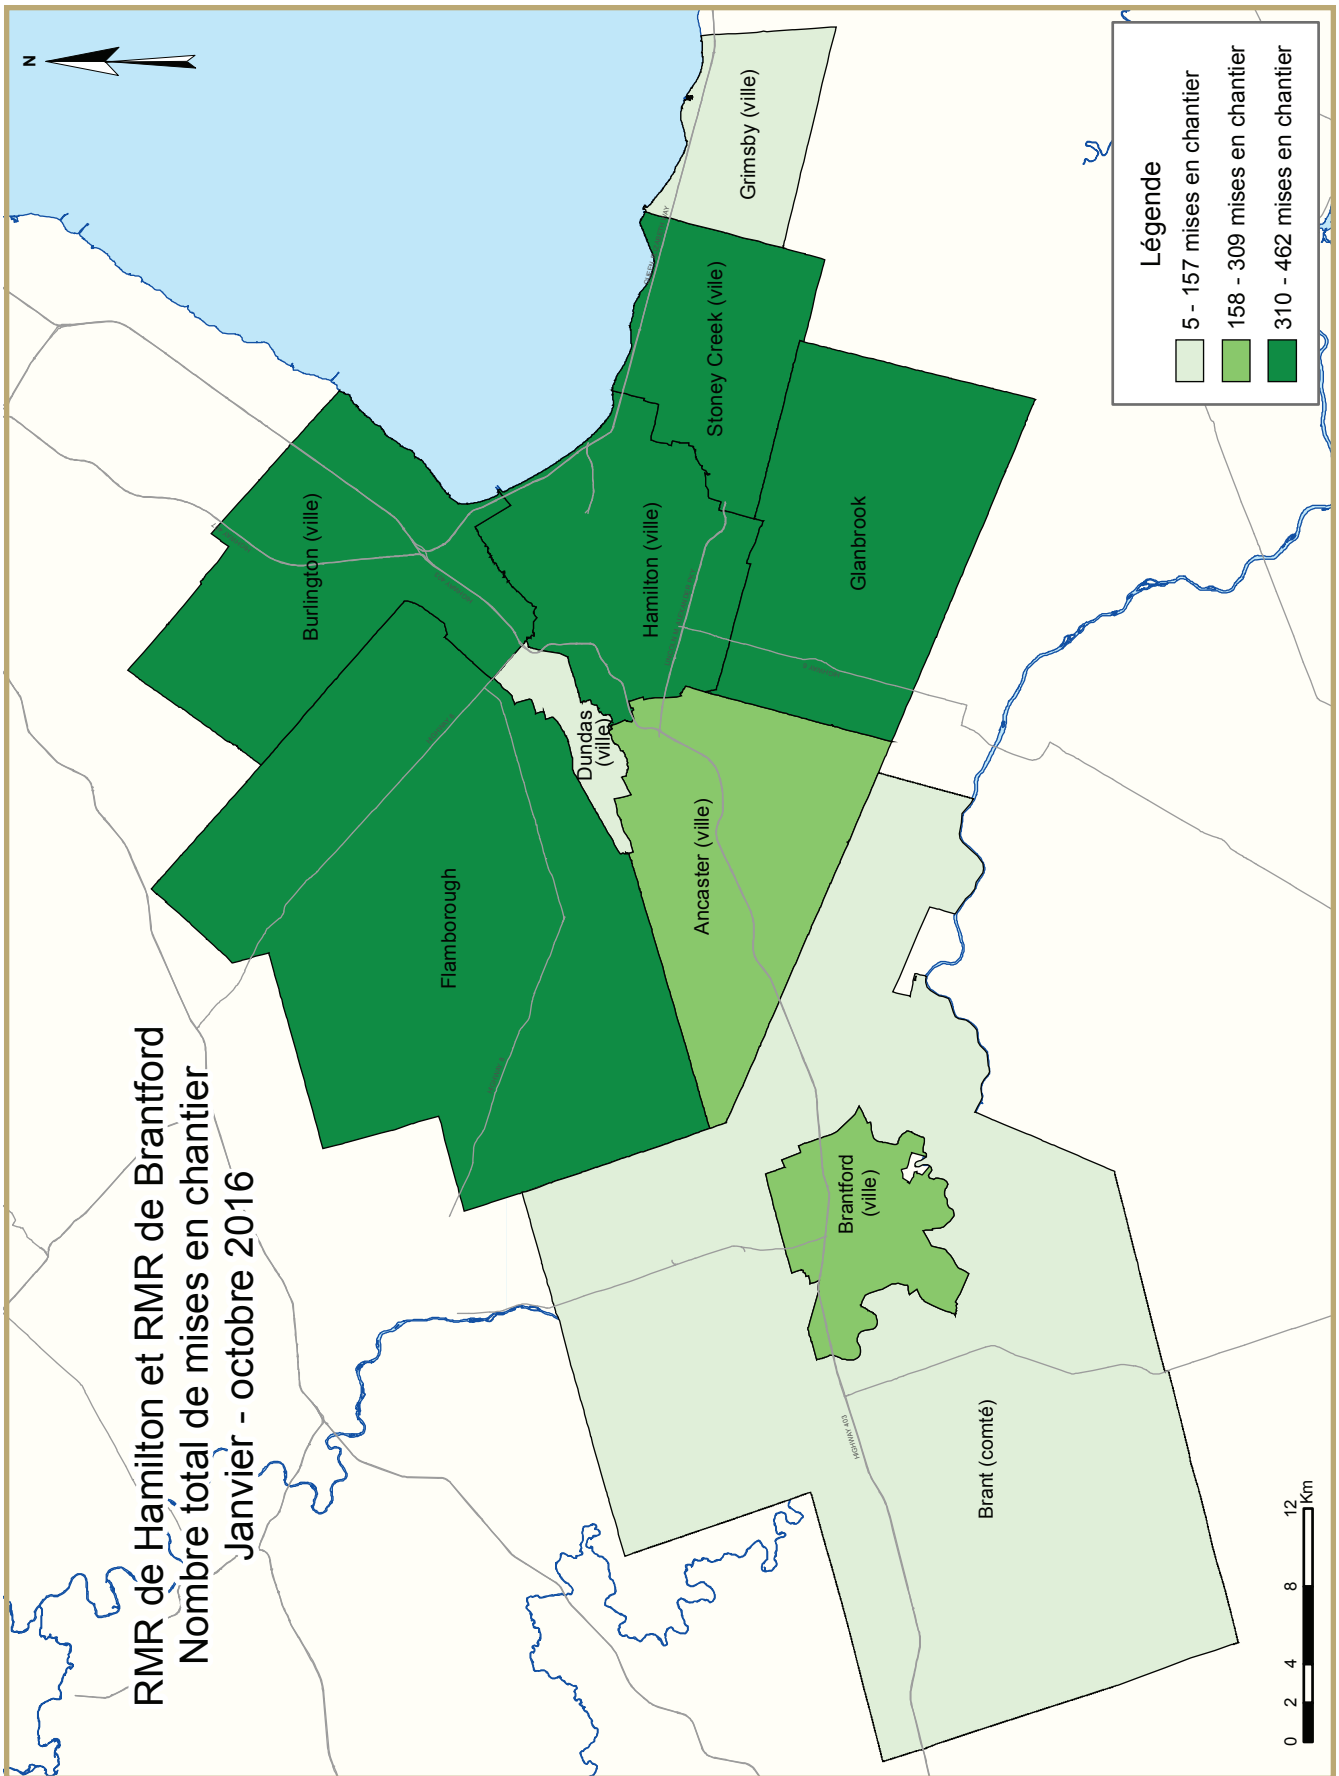 RMR de Hamilton et RMR de Brantford
Nombre total de mises en chantier
Janvier - octobre 2016
N
Burlington (ville)
Flamborough
Dundas
(ville)
Hamilton (ville)
Stoney Creek (vile)
Grimsby (ville)
Glanbrook
Ancaster (ville)
Brantford
(ville)
Brant (comté)
HIGHWAY 403
Légende
5 - 157 mises en chantier
158 - 309 mises en chantier
310 - 462 mises en chantier
0 2 4 8 12
Km